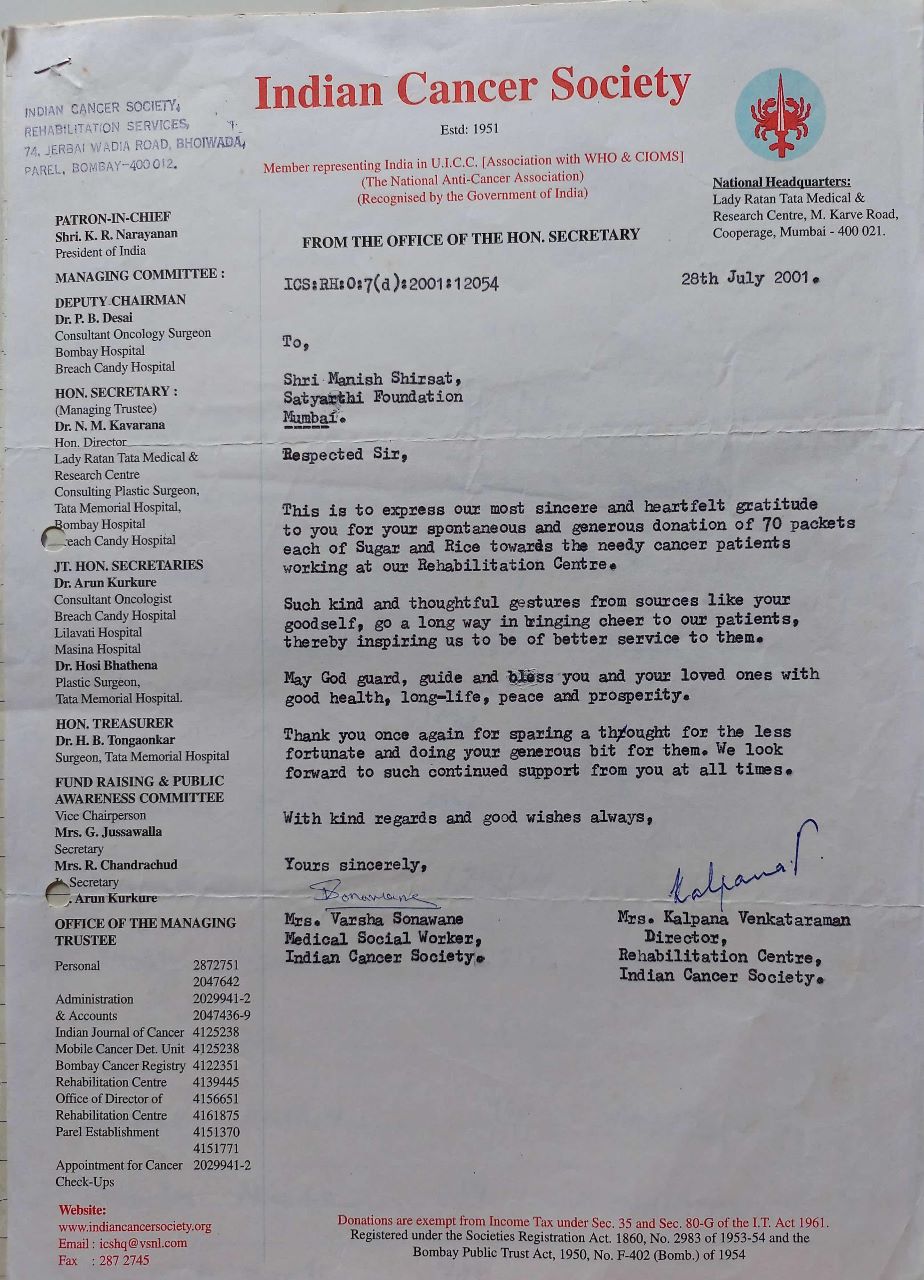 Indian Cancer Society
Estd: 1951
Member representing India in U.I.C.C. [Association with WHO & CIOMS]
(The National Anti-Cancer Association)
(Recognised by the Government of India)
INDIAN CANCER SOCIETY,
REHABILITATION SERVICES,
74, JERBAI WADIA ROAD, BHOIWADA,
PAREL, BOMBAY-400 012.
National Headquarters:
Lady Ratan Tata Medical &
Research Centre, M. Karve Road,
Cooperage, Mumbai - 400 021.
PATRON-IN-CHIEF
Shri. K. R. Narayanan
President of India
MANAGING COMMITTEE :
DEPUTY CHAIRMAN
Dr. P. B. Desai
Consultant Oncology Surgeon
Bombay Hospital
Breach Candy Hospital
HON. SECRETARY :
(Managing Trustee)
Dr. N. M. Kavarana
Hon. Director
Lady Ratan Tata Medical &
Research Centre
Consulting Plastic Surgeon,
Tata Memorial Hospital,
Bombay Hospital
each Candy Hospital
JT. HON. SECRETARIES
Dr. Arun Kurkure
Consultant Oncologist
Breach Candy Hospital
Lilavati Hospital
Masina Hospital
Dr. Hosi Bhathena
Plastic Surgeon,
Tata Memorial Hospital.
HON. TREASURER
Dr. H. B. Tongaonkar
Surgeon, Tata Memorial Hospital
FUND RAISING & PUBLIC
AWARENESS COMMITTEE
Vice Chairperson
Mrs. G. Jussawalla
Secretary
Mrs. R. Chandrachud
Secretary
Arun Kurkure
OFFICE OF THE MANAGING
TRUSTEE
Personal 2872751
2047642
Administration 2029941-2
& Accounts 2047436-9
Indian Journal of Cancer 4125238
Mobile Cancer Det. Unit 4125238
Bombay Cancer Registry 4122351
Rehabilitation Centre 4139445
Office of Director of 4156651
Rehabilitation Centre 4161875
Parel Establishment 4151370
4151771
Appointment for Cancer 2029941-2
Check-Ups
Website:
www.indiancancersociety.org
Email : icshq@vsnl.com
Fax : 287 2745
FROM THE OFFICE OF THE HON. SECRETARY
ICS:RH:O:7(d):2001:12054 28th July 2001.
To,
Shri Manish Shirsat,
Satyarthi Foundation
Mumbai.
Respected Sir,
This is to express our most sincere and heartfelt gratitude
to you for your spontaneous and generous donation of 70 packets
each of Sugar and Rice towards the needy cancer patients
working at our Rehabilitation Centre.
Such kind and thoughtful gestures from sources like your
goodself, go a long way in bringing cheer to our patients,
thereby inspiring us to be of better service to them.
May God guard, guide and bless you and your loved ones with
good health, long-life, peace and prosperity.
Thank you once again for sparing a thought for the less
fortunate and doing your generous bit for them. We look
forward to such continued support from you at all times.
With kind regards and good wishes always,
Yours sincerely,
Sonawane
Mrs. Varsha Sonawane
Medical Social Worker,
Indian Cancer Society.
Kalpana V
Mrs. Kalpana Venkataraman
Director,
Rehabilitation Centre,
Indian Cancer Society.
Donations are exempt from Income Tax under Sec. 35 and Sec. 80-G of the I.T. Act 1961.
Registered under the Societies Registration Act. 1860, No. 2983 of 1953-54 and the
Bombay Public Trust Act, 1950, No. F-402 (Bomb.) of 1954